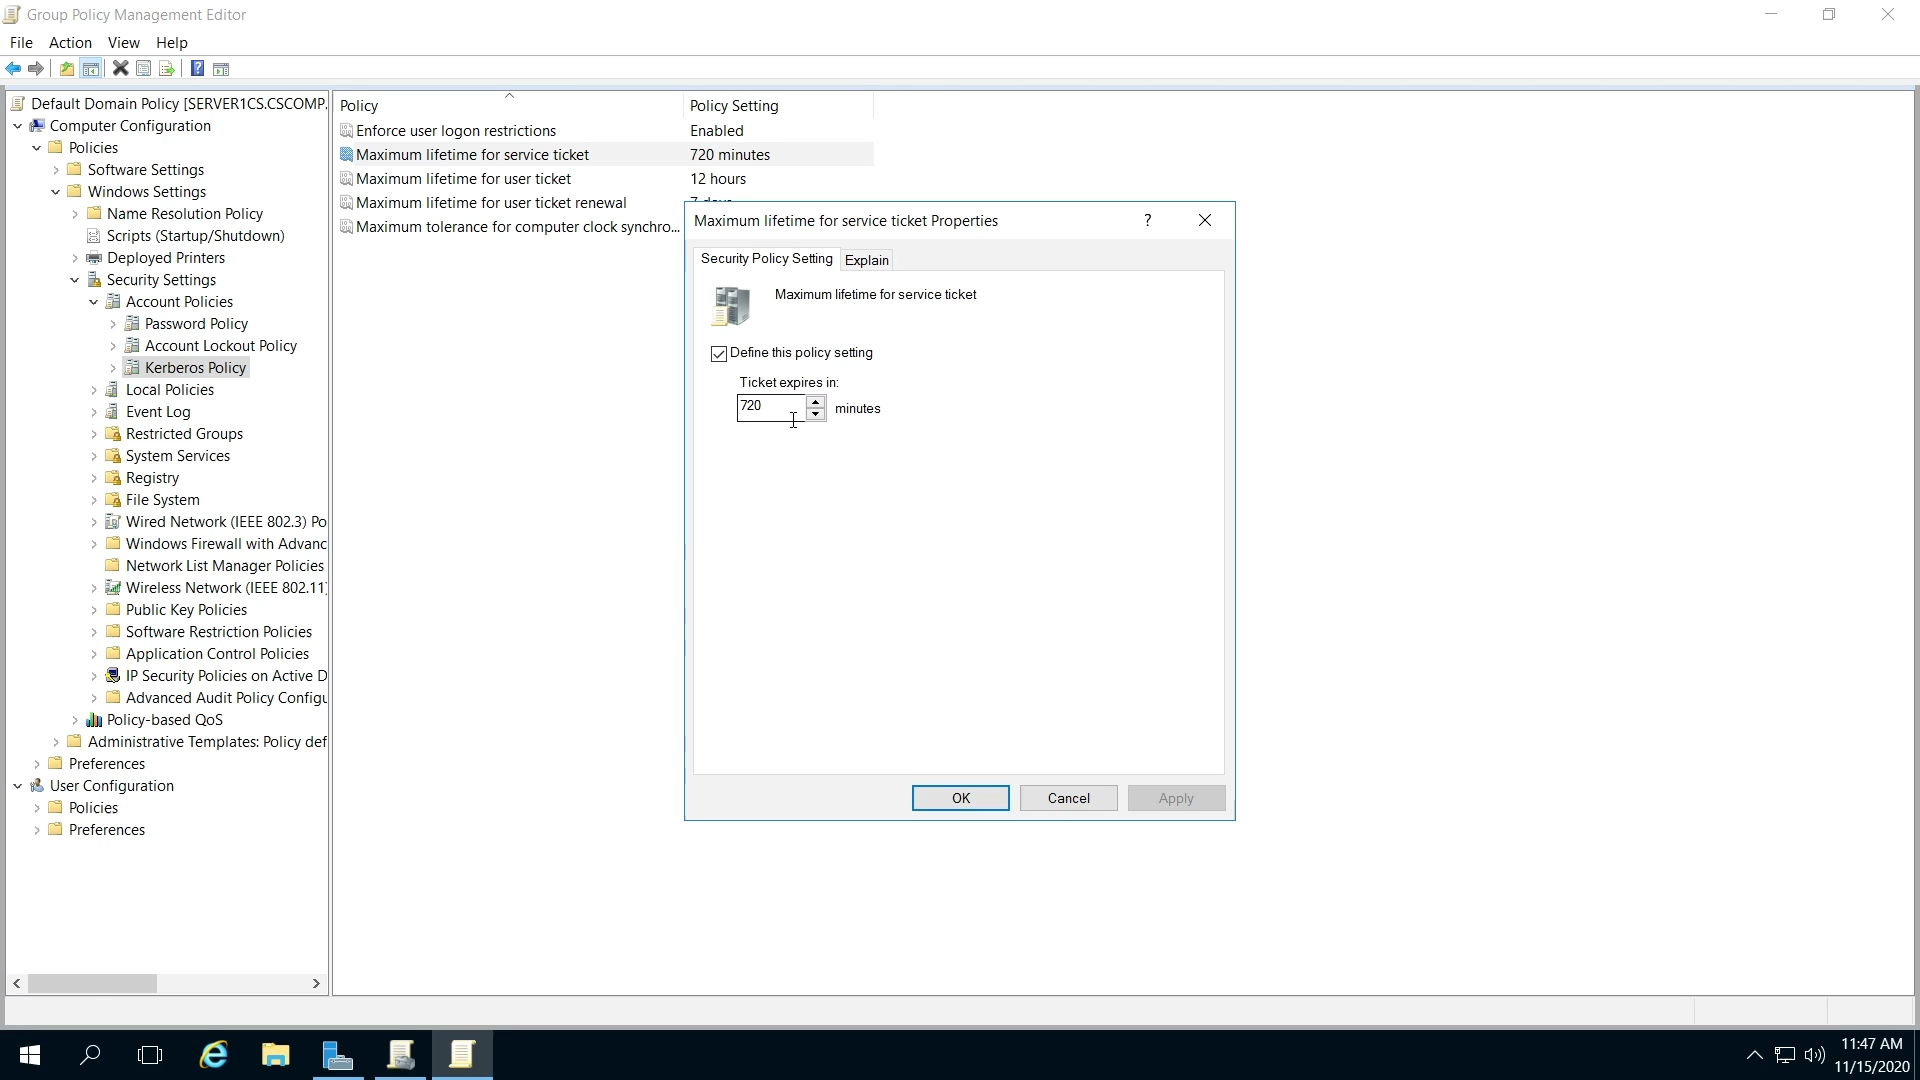 Group Policy Management Editor
File Action View Help
Default Domain Policy [SERVER1CS.CSCOMP.
Computer Configuration
Policies
Software Settings
Windows Settings
Name Resolution Policy
Scripts (Startup/Shutdown)
Deployed Printers
Security Settings
Account Policies
Password Policy
Account Lockout Policy
Kerberos Policy
Local Policies
Event Log
Restricted Groups
System Services
Registry
File System
Wired Network (IEEE 802.3) Po
Windows Firewall with Advanc
Network List Manager Policies
Wireless Network (IEEE 802.11)
Public Key Policies
Software Restriction Policies
Application Control Policies
IP Security Policies on Active D
Advanced Audit Policy Configu
Policy-based QoS
Administrative Templates: Policy def
Preferences
User Configuration
Policies
Preferences
Policy Policy Setting
Enforce user logon restrictions Enabled
Maximum lifetime for service ticket 720 minutes
Maximum lifetime for user ticket 12 hours
Maximum lifetime for user ticket renewal
Maximum tolerance for computer clock synchro...
Maximum lifetime for service ticket Properties
?
Security Policy Setting Explain
Maximum lifetime for service ticket
Define this policy setting
Ticket expires in:
720 minutes
OK Cancel Apply
11:47 AM
11/15/2020